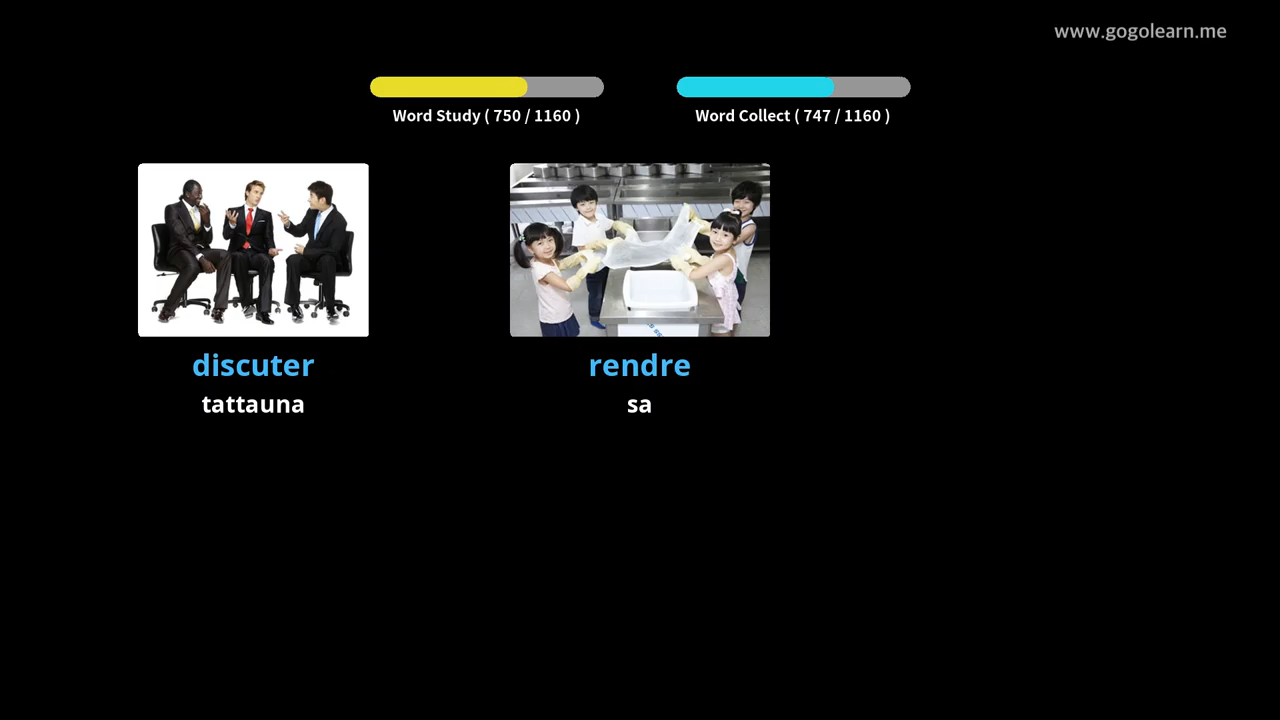 www.gogolearn.me
Word Study ( 750 / 1160 )
Word Collect ( 747 / 1160 )
discuter
tattauna
rendre
sa